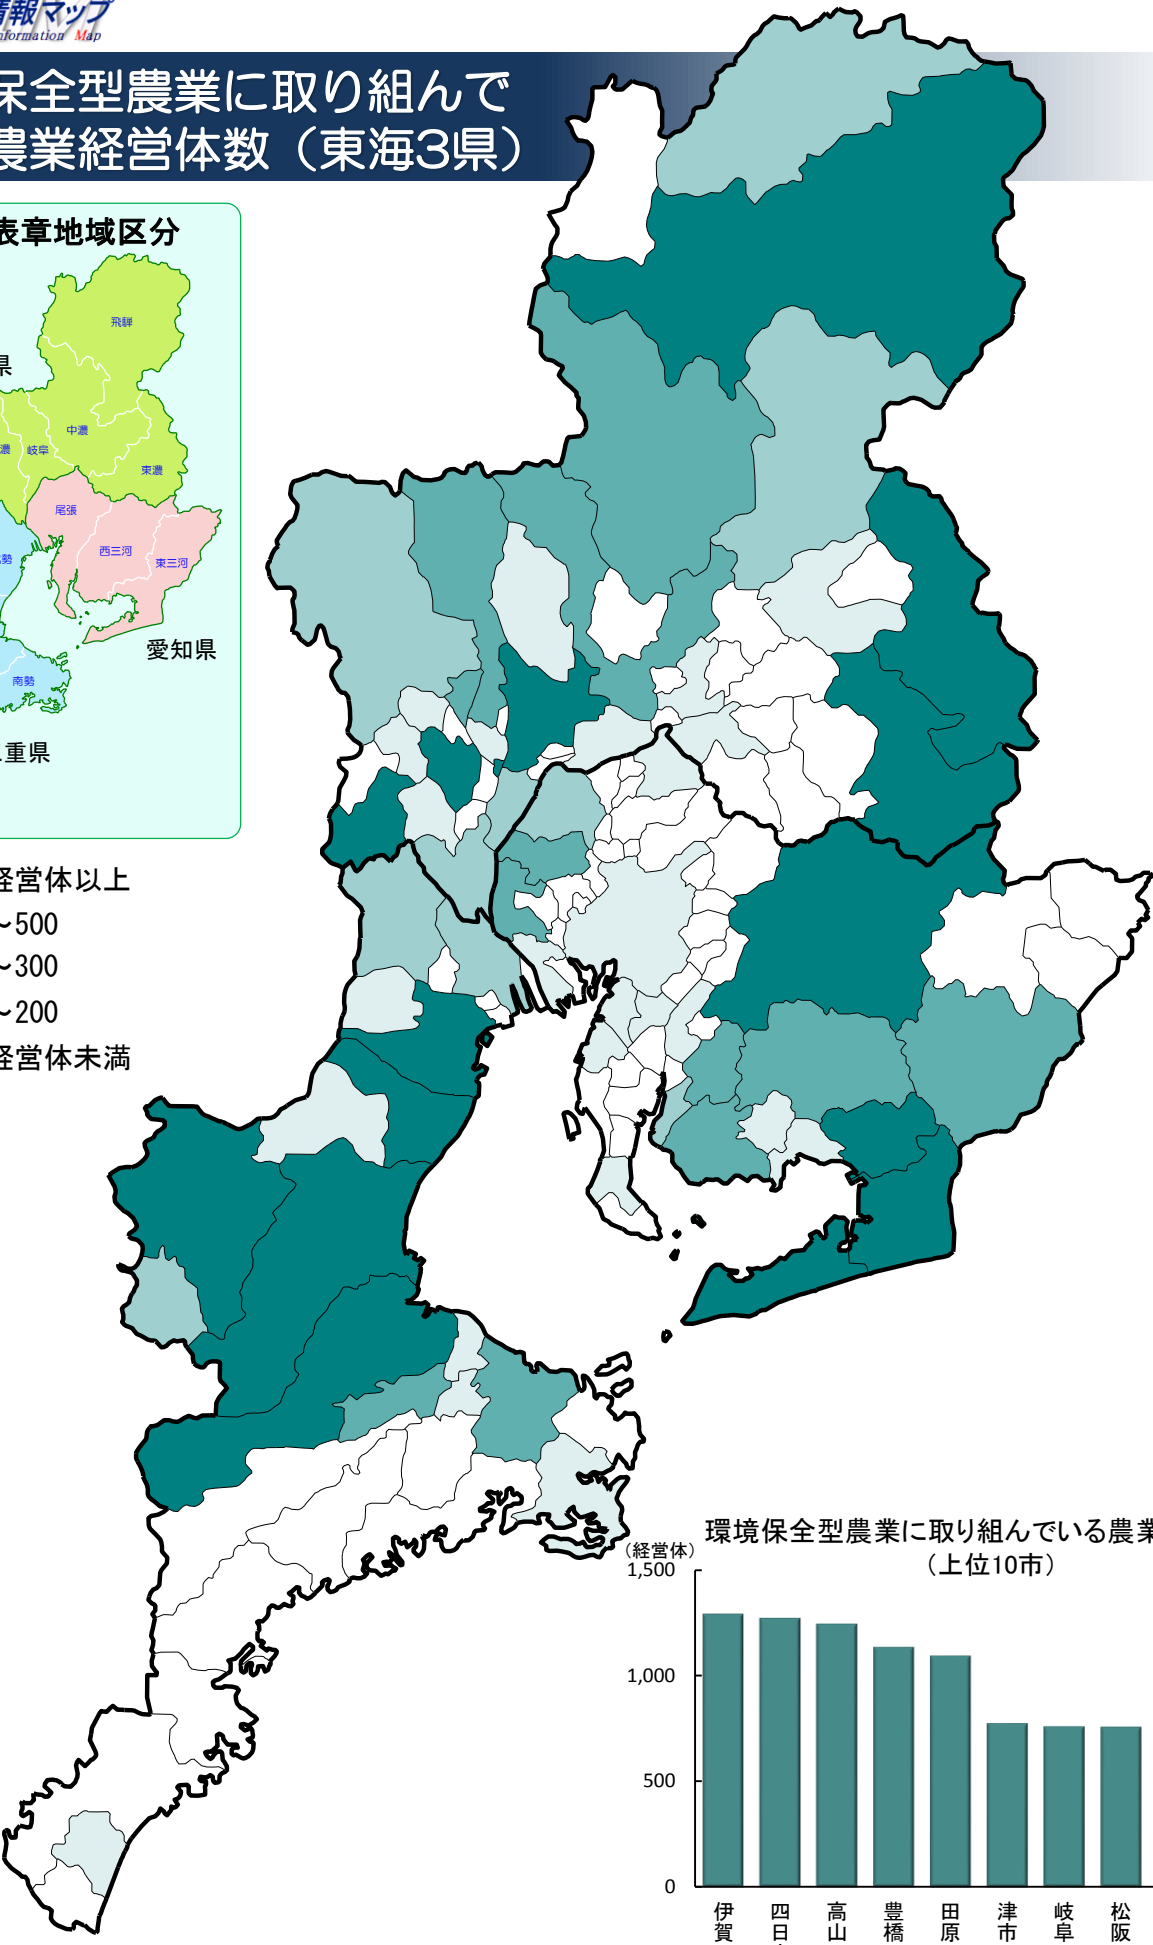 情報マップ
nformation Map
保全型農業に取り組んで
農業経営体数（東海3県）
表章地域区分
飛騨
県
中濃
濃
岐阜
東濃
尾張
西三河
勢
東三河
愛知県
南勢
重県
経営体以上
～500
～300
～200
経営体未満
環境保全型農業に取り組んでいる農業
（上位10市）
（経営体）
1,500
1,000
500
0
伊賀
四日
高山
豊橋
田原
津市
岐阜
松阪